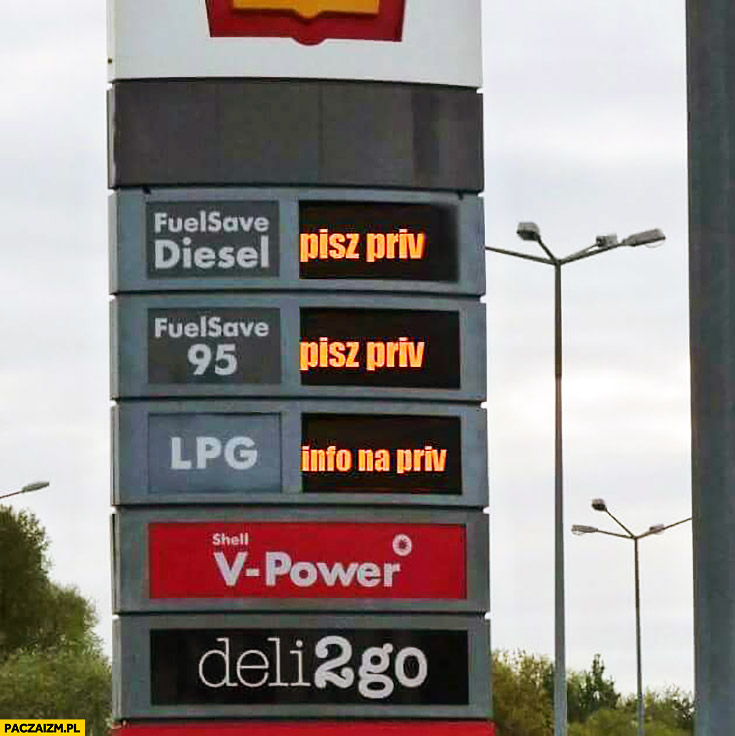 FuelSave
Diesel
pisz priv
FuelSave
95
pisz priv
LPG
info na priv
Shell
V-Power
deli2go
PACZAIZM.PL